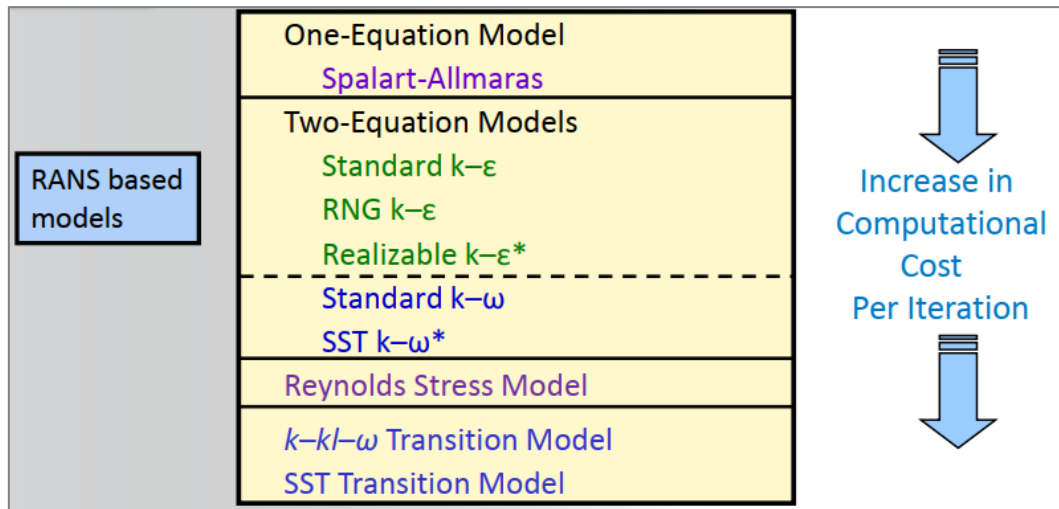 One-Equation Model
Spalart-Allmaras
Two-Equation Models
Standard k–ε
RNG k–ε
Realizable k–ε*
Standard k–ω
SST k–ω*
Reynolds Stress Model
k–kl–ω Transition Model
SST Transition Model
RANS based
models
Increase in
Computational
Cost
Per Iteration